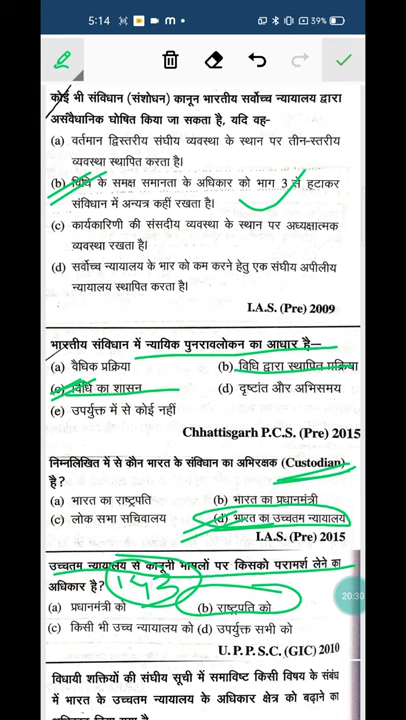 5:14
39%
कोई भी संविधान (संशोधन) कानून भारतीय सर्वोच्च न्यायालय द्वारा
असंवैधानिक घोषित किया जा सकता है, यदि वह-
(a) वर्तमान द्विस्तरीय संघीय व्यवस्था के स्थान पर तीन-स्तरीय
व्यवस्था स्थापित करता है।
(b) विधि के समक्ष समानता के अधिकार को भाग 3 से हटाकर
संविधान में अन्यत्र कहीं रखता है।
(c) कार्यकारिणी की संसदीय व्यवस्था के स्थान पर अध्यक्षात्मक
व्यवस्था रखता है।
(d) सर्वोच्च न्यायालय के भार को कम करने हेतु एक संघीय अपीलीय
न्यायालय स्थापित करता है।
I.A.S. (Pre) 2009
भारतीय संविधान में न्यायिक पुनरावलोकन का आधार है—
(a) वैधिक प्रक्रिया (b) विधि द्वारा स्थापित प्रक्रिया
(c) विधि का शासन (d) दृष्टांत और अभिसमय
(e) उपर्युक्त में से कोई नहीं
Chhattisgarh P.C.S. (Pre) 2015
निम्नलिखित में से कौन भारत के संविधान का अभिरक्षक (Custodian)
है?
(a) भारत का राष्ट्रपति (b) भारत का प्रधानमंत्री
(c) लोक सभा सचिवालय (d) भारत का उच्चतम न्यायालय
I.A.S. (Pre) 2015
उच्चतम न्यायालय से कानूनी मामलों पर किसको परामर्श लेने का
अधिकार है? 143
(a) प्रधानमंत्री को (b) राष्ट्रपति को
20:30
(c) किसी भी उच्च न्यायालय को (d) उपर्युक्त सभी को
U.P.P.S.C. (GIC) 2010
विधायी शक्तियों की संघीय सूची में समाविष्ट किसी विषय के संबंध
में भारत के उच्चतम न्यायालय के अधिकार क्षेत्र को बढ़ाने का